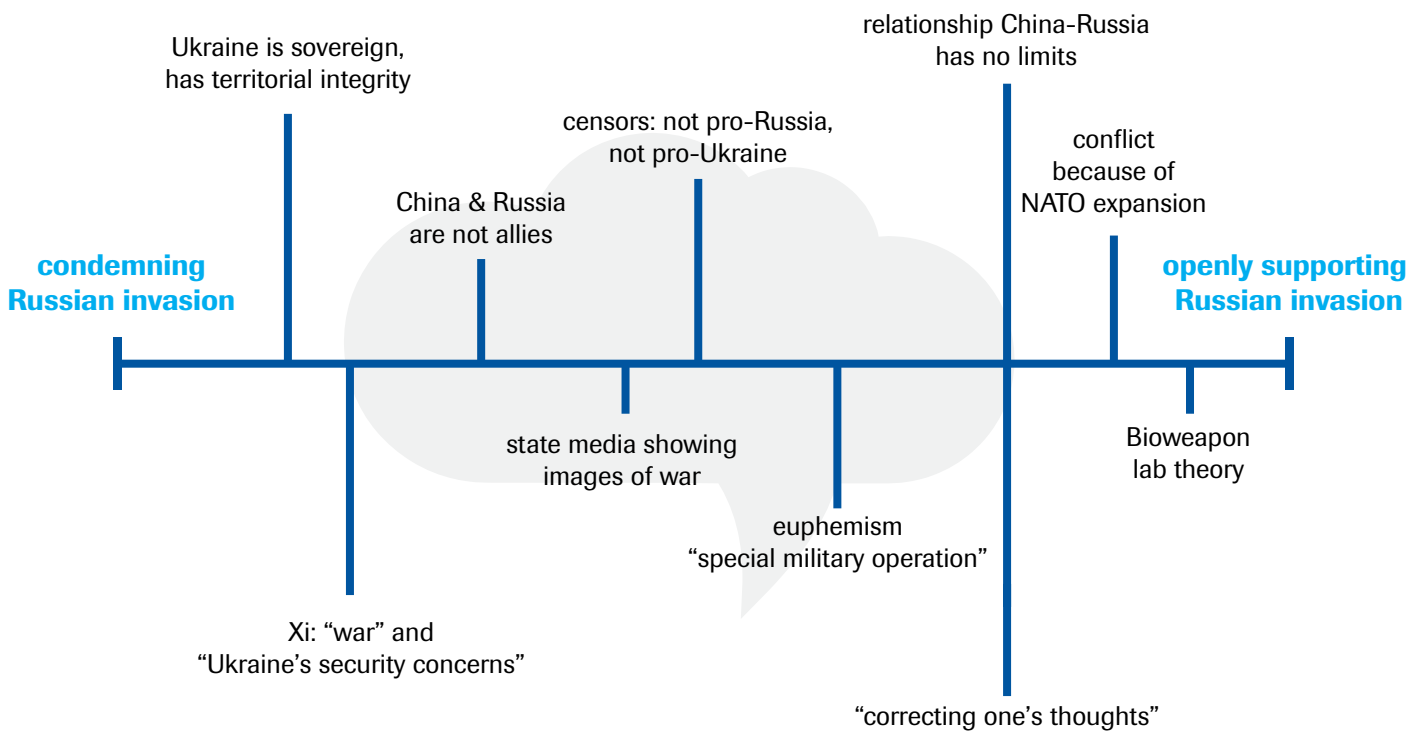 relationship China-Russia
has no limits
Ukraine is sovereign,
has territorial integrity
censors: not pro-Russia,
not pro-Ukraine
conflict
because of
NATO expansion
China & Russia
are not allies
condemning
Russian invasion
openly supporting
Russian invasion
state media showing
images of war
Bioweapon
lab theory
euphemism
“special military operation”
Xi: “war” and
“Ukraine’s security concerns”
“correcting one’s thoughts”